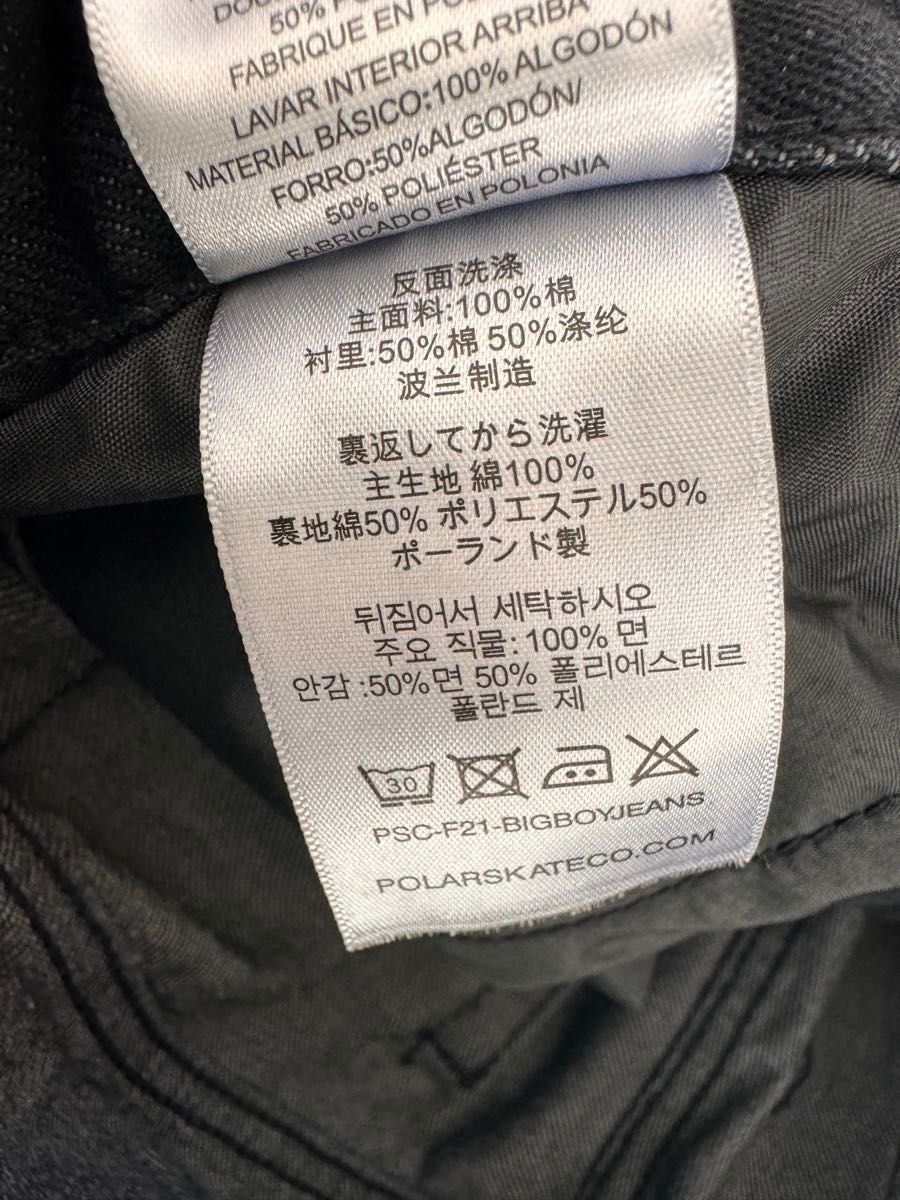 50% PO
FABRIQUE EN PO
LAVAR INTERIOR ARRIBA
MATERIAL BÁSICO:100% ALGODÓN
FORRO:50%ALGODÓN/
50% POLIÉSTER
FABRICADO EN POLONIA
反面洗涤
主面料:100%棉
衬里:50%棉 50%涤纶
波兰制造
裏返してから洗濯
主生地 綿100%
裏地綿50% ポリエステル50%
ポーランド製
뒤짐어서 세탁하시오
주요 직물: 100% 면
안감 :50%면 50% 폴리에스테르
폴란드 제
30
PSC-F21-BIGBOYJEANS
POLARSKATECO.COM